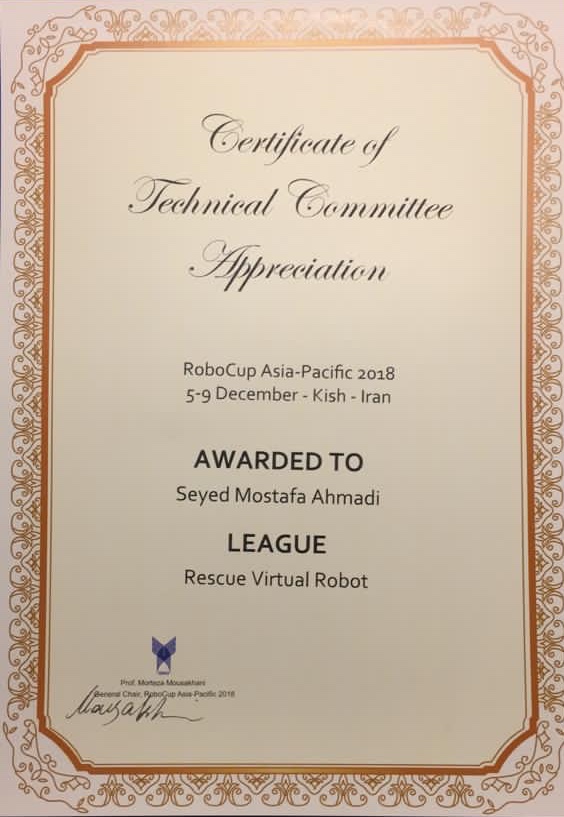 Certificate of
Technical Committee
Appreciation
RoboCup Asia-Pacific 2018
5-9 December - Kish - Iran
AWARDED TO
Seyed Mostafa Ahmadi
LEAGUE
Rescue Virtual Robot
Prof. Morteza Mousakhani
General Chair, RoboCup Asia-Pacific 2018